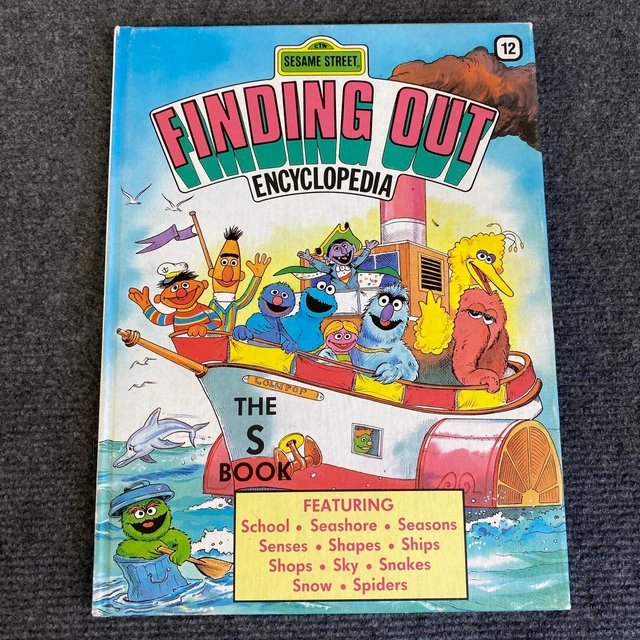 12
CTW
SESAME STREET
FINDING OUT
ENCYCLOPEDIA
LOLLIPOP
THE
S
BOOK
FEATURING
School • Seashore • Seasons
Senses • Shapes • Ships
Shops • Sky • Snakes
Snow • Spiders